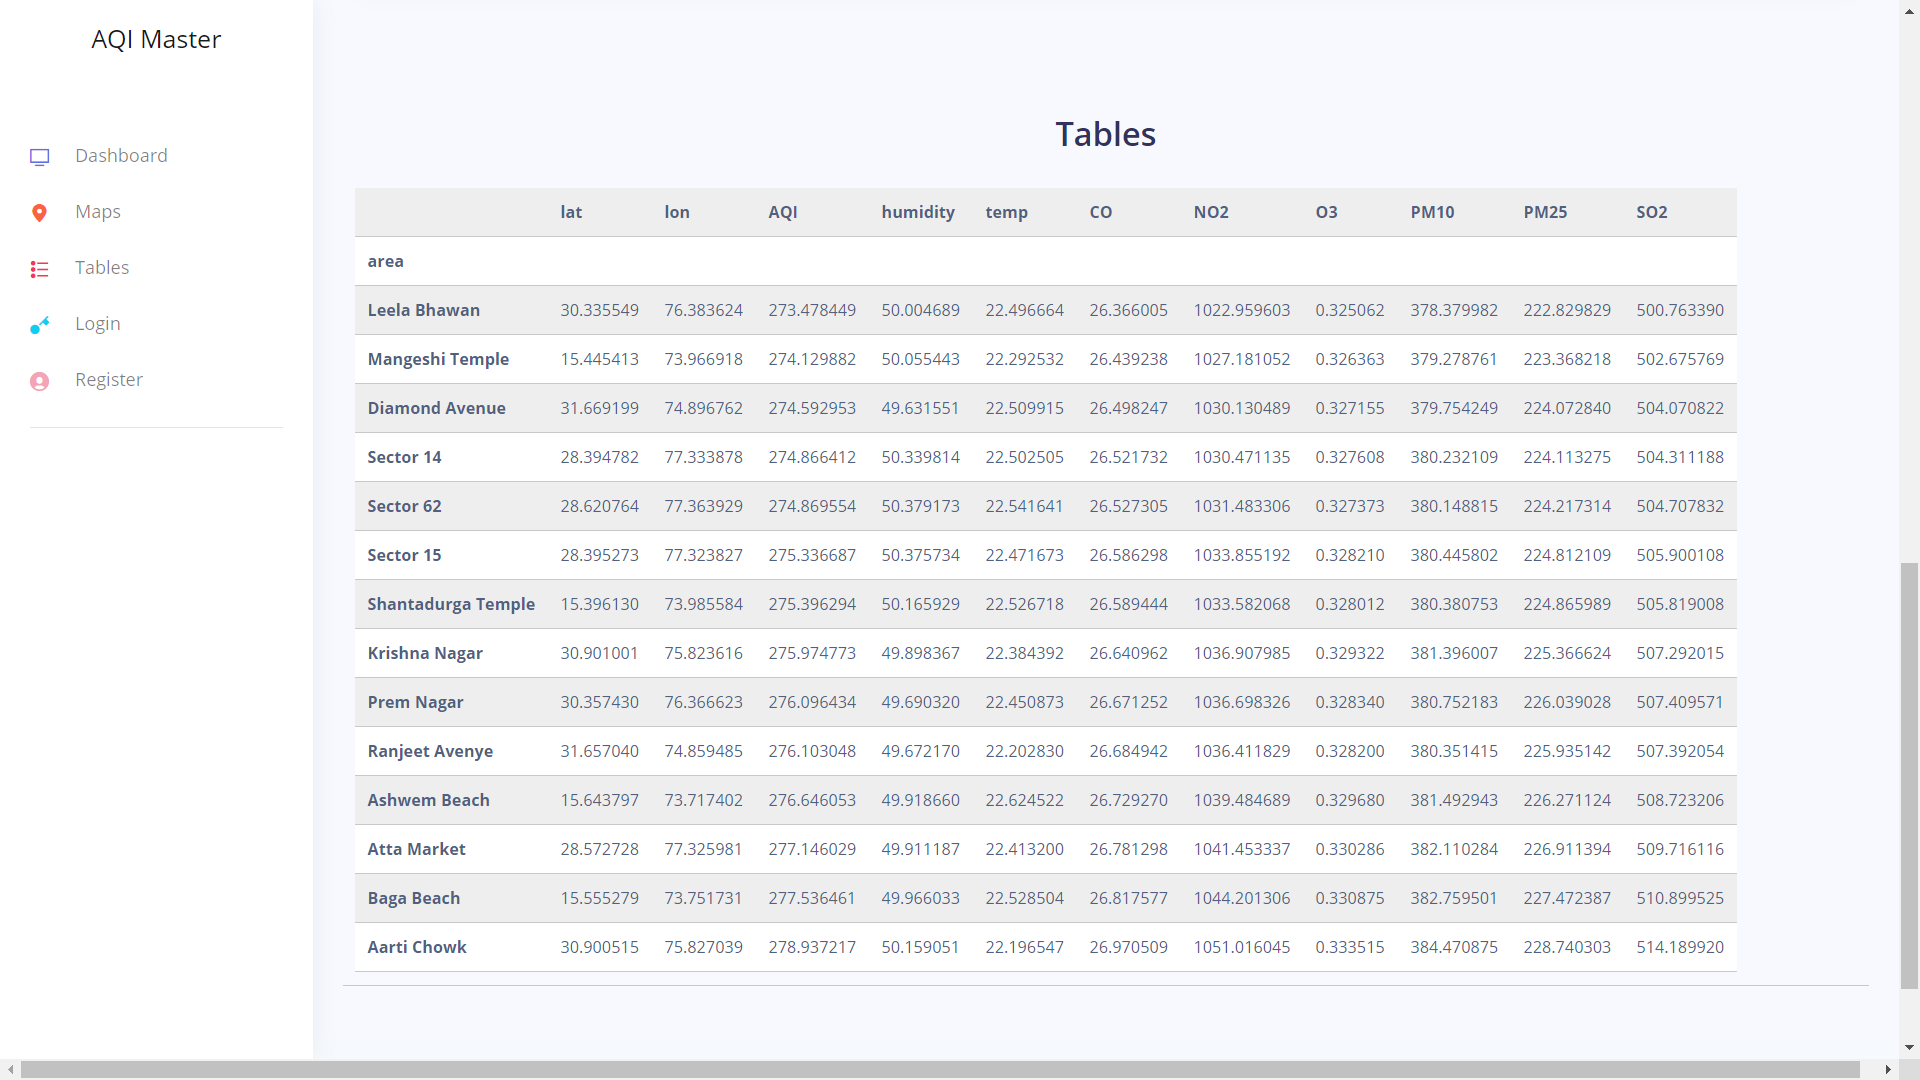 AQI Master
Dashboard
Maps
Tables
Login
Register
Tables
lat lon AQI humidity temp CO NO2 O3 PM10 PM25 SO2
area
Leela Bhawan 30.335549 76.383624 273.478449 50.004689 22.496664 26.366005 1022.959603 0.325062 378.379982 222.829829 500.763390
Mangeshi Temple 15.445413 73.966918 274.129882 50.055443 22.292532 26.439238 1027.181052 0.326363 379.278761 223.368218 502.675769
Diamond Avenue 31.669199 74.896762 274.592953 49.631551 22.509915 26.498247 1030.130489 0.327155 379.754249 224.072840 504.070822
Sector 14 28.394782 77.333878 274.866412 50.339814 22.502505 26.521732 1030.471135 0.327608 380.232109 224.113275 504.311188
Sector 62 28.620764 77.363929 274.869554 50.379173 22.541641 26.527305 1031.483306 0.327373 380.148815 224.217314 504.707832
Sector 15 28.395273 77.323827 275.336687 50.375734 22.471673 26.586298 1033.855192 0.328210 380.445802 224.812109 505.900108
Shantadurga Temple 15.396130 73.985584 275.396294 50.165929 22.526718 26.589444 1033.582068 0.328012 380.380753 224.865989 505.819008
Krishna Nagar 30.901001 75.823616 275.974773 49.898367 22.384392 26.640962 1036.907985 0.329322 381.396007 225.366624 507.292015
Prem Nagar 30.357430 76.366623 276.096434 49.690320 22.450873 26.671252 1036.698326 0.328340 380.752183 226.039028 507.409571
Ranjeet Avenye 31.657040 74.859485 276.103048 49.672170 22.202830 26.684942 1036.411829 0.328200 380.351415 225.935142 507.392054
Ashwem Beach 15.643797 73.717402 276.646053 49.918660 22.624522 26.729270 1039.484689 0.329680 381.492943 226.271124 508.723206
Atta Market 28.572728 77.325981 277.146029 49.911187 22.413200 26.781298 1041.453337 0.330286 382.110284 226.911394 509.716116
Baga Beach 15.555279 73.751731 277.536461 49.966033 22.528504 26.817577 1044.201306 0.330875 382.759501 227.472387 510.899525
Aarti Chowk 30.900515 75.827039 278.937217 50.159051 22.196547 26.970509 1051.016045 0.333515 384.470875 228.740303 514.189920